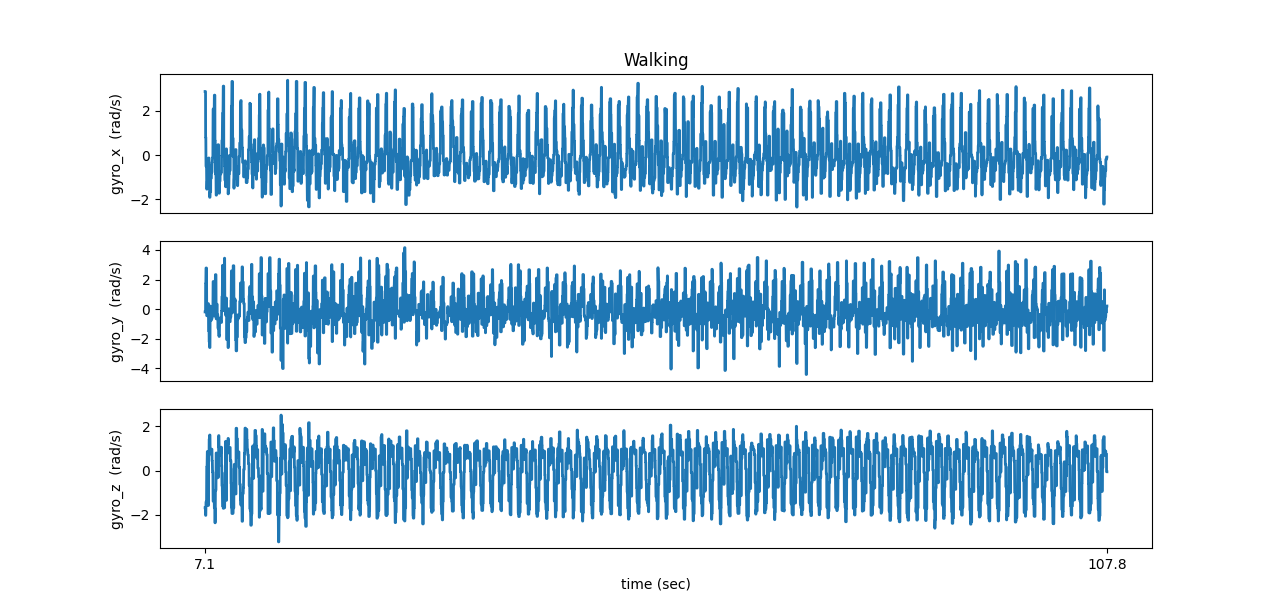 Walking
gyro_x (rad/s)
2
0
−2
gyro_y (rad/s)
4
2
0
−2
−4
gyro_z (rad/s)
2
0
−2
7.1
107.8
time (sec)